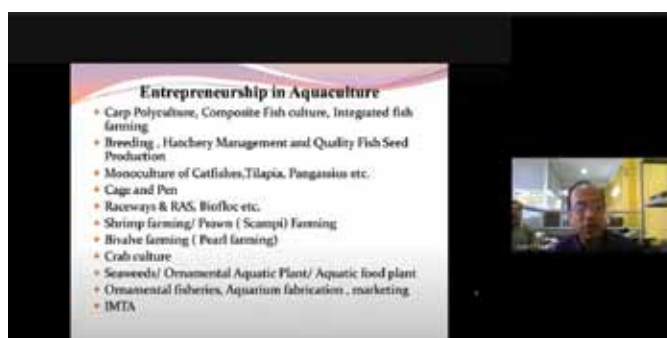 Entrepreneurship in Aquaculture
• Carp Polyculture, Composite Fish culture, Integrated fish
farming
• Breeding , Hatchery Management and Quality Fish Seed
Production
• Monoculture of Catfishes,Tilapia, Pangassius etc.
• Cage and Pen
• Raceways & RAS, Biofloc etc.
• Shrimp farming/ Prawn ( Scampi) Farming
• Bivalve farming ( Pearl farming)
• Crab culture
• Seaweeds/ Ornamental Aquatic Plant/ Aquatic food plant
• Ornamental fisheries, Aquarium fabrication , marketing
• IMTA